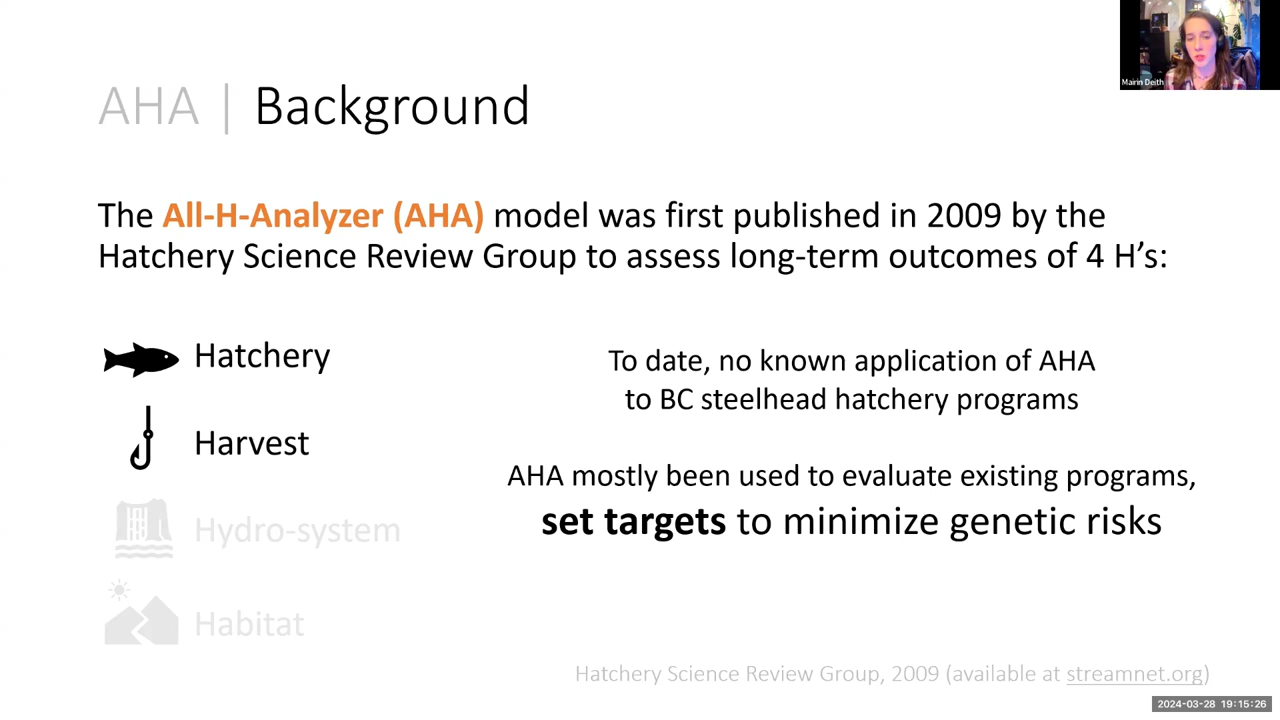 Mairin Deith
AHA | Background
The All-H-Analyzer (AHA) model was first published in 2009 by the
Hatchery Science Review Group to assess long-term outcomes of 4 H's:
Hatchery
Harvest
Hydro-system
Habitat
To date, no known application of AHA
to BC steelhead hatchery programs
AHA mostly been used to evaluate existing programs,
set targets to minimize genetic risks
Hatchery Science Review Group, 2009 (available at streamnet.org)
2024-03-28 19:15:26